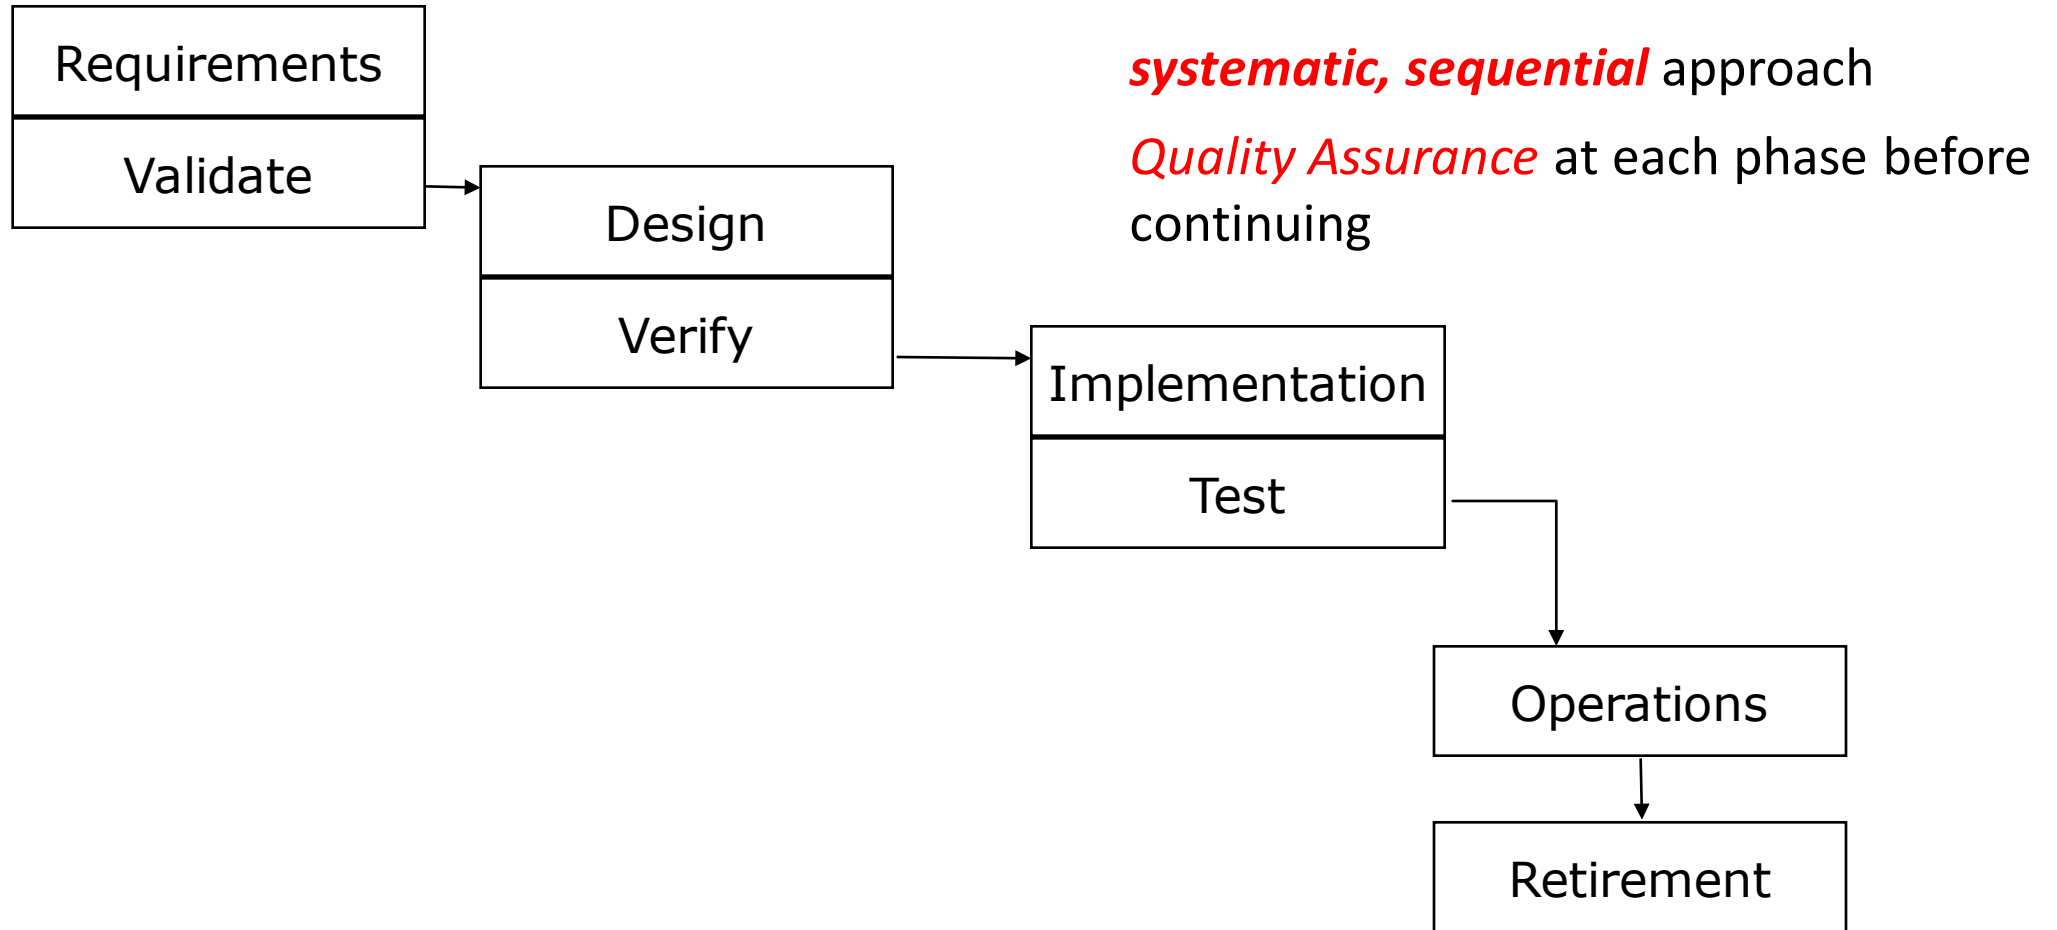 Requirements
Validate
systematic, sequential approach
Quality Assurance at each phase before
continuing
Design
Verify
Implementation
Test
Operations
Retirement